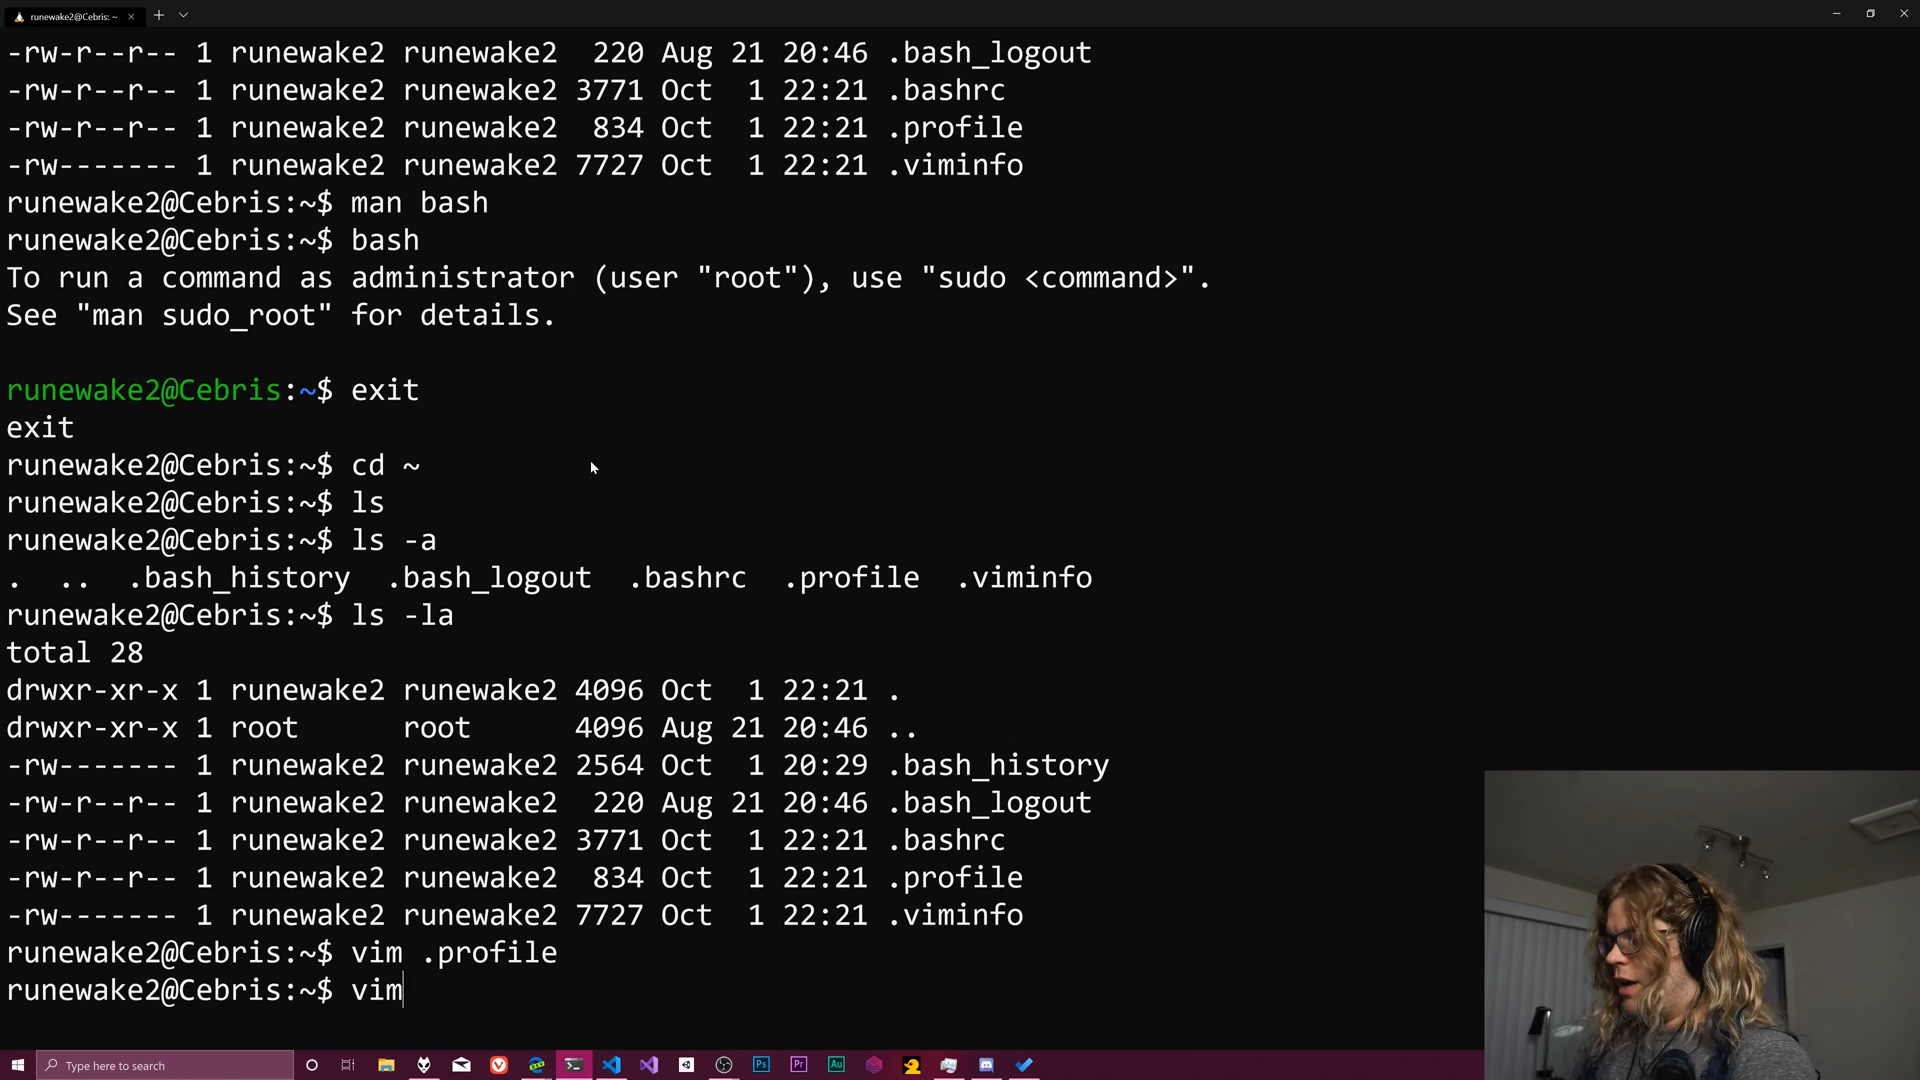 runewake2@Cebris: ~
-rw-r--r-- 1 runewake2 runewake2  220 Aug 21 20:46 .bash_logout
-rw-r--r-- 1 runewake2 runewake2 3771 Oct  1 22:21 .bashrc
-rw-r--r-- 1 runewake2 runewake2  834 Oct  1 22:21 .profile
-rw------- 1 runewake2 runewake2 7727 Oct  1 22:21 .viminfo
runewake2@Cebris:~$ man bash
runewake2@Cebris:~$ bash
To run a command as administrator (user "root"), use "sudo <command>".
See "man sudo_root" for details.
runewake2@Cebris:~$ exit
exit
runewake2@Cebris:~$ cd ~
runewake2@Cebris:~$ ls
runewake2@Cebris:~$ ls -a
.  ..  .bash_history  .bash_logout  .bashrc  .profile  .viminfo
runewake2@Cebris:~$ ls -la
total 28
drwxr-xr-x 1 runewake2 runewake2 4096 Oct  1 22:21 .
drwxr-xr-x 1 root      root      4096 Aug 21 20:46 ..
-rw------- 1 runewake2 runewake2 2564 Oct  1 20:29 .bash_history
-rw-r--r-- 1 runewake2 runewake2  220 Aug 21 20:46 .bash_logout
-rw-r--r-- 1 runewake2 runewake2 3771 Oct  1 22:21 .bashrc
-rw-r--r-- 1 runewake2 runewake2  834 Oct  1 22:21 .profile
-rw------- 1 runewake2 runewake2 7727 Oct  1 22:21 .viminfo
runewake2@Cebris:~$ vim .profile
runewake2@Cebris:~$ vim
Type here to search
Ps
Pr
Au